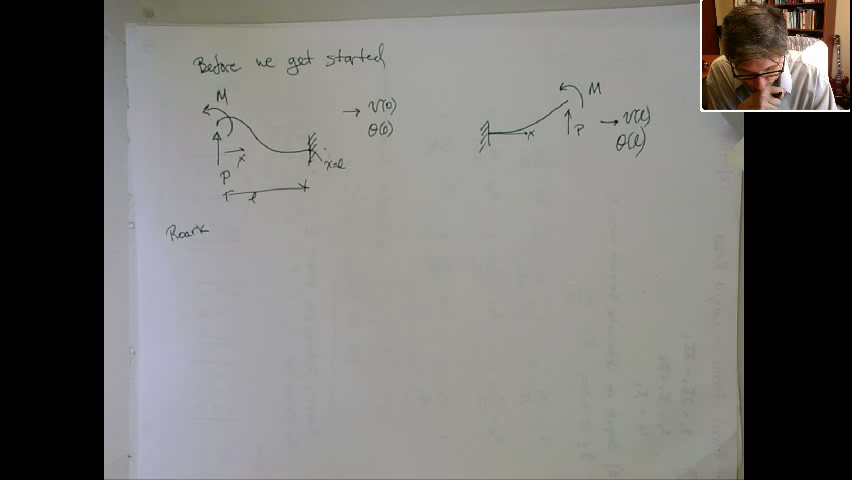 Before we get started
M
P
x
l
x=l
→ v(0)
θ(0)
M
P
x
→ v(l)
θ(l)
Roark